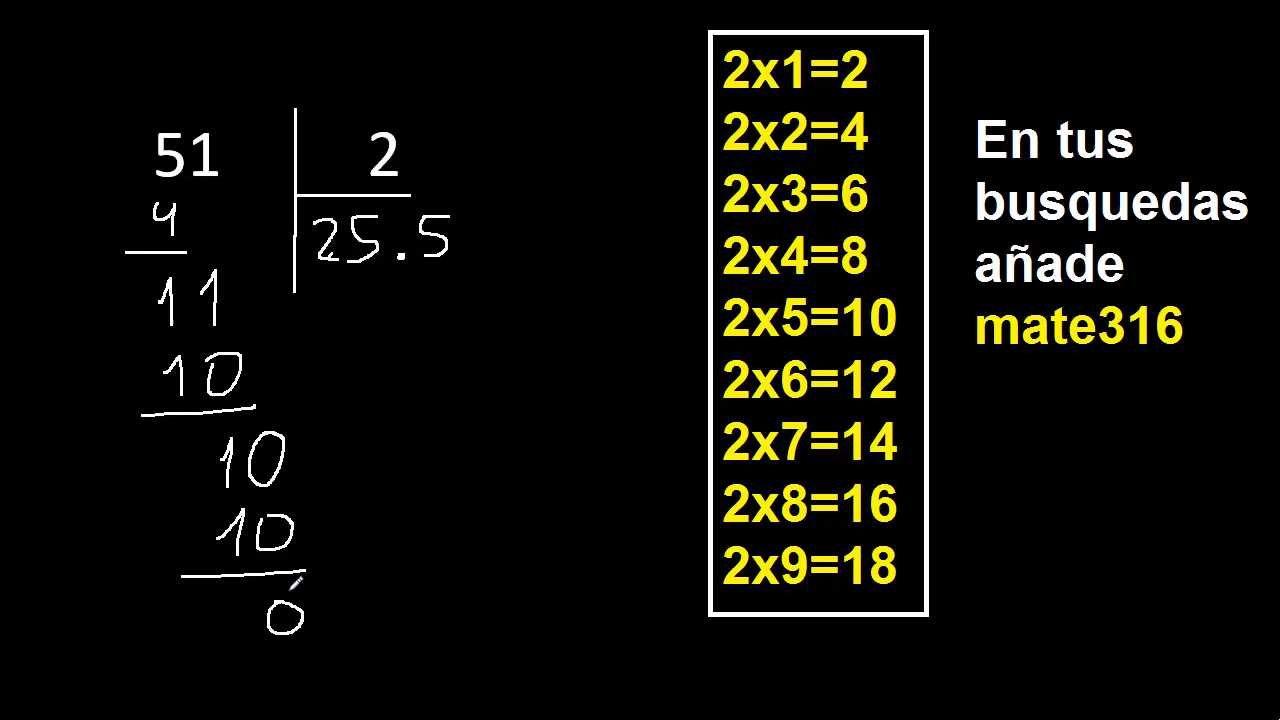 51 2
4 25.5
11
10
10
10
0
2x1=2
2x2=4
2x3=6
2x4=8
2x5=10
2x6=12
2x7=14
2x8=16
2x9=18
En tus
busquedas
añade
mate316